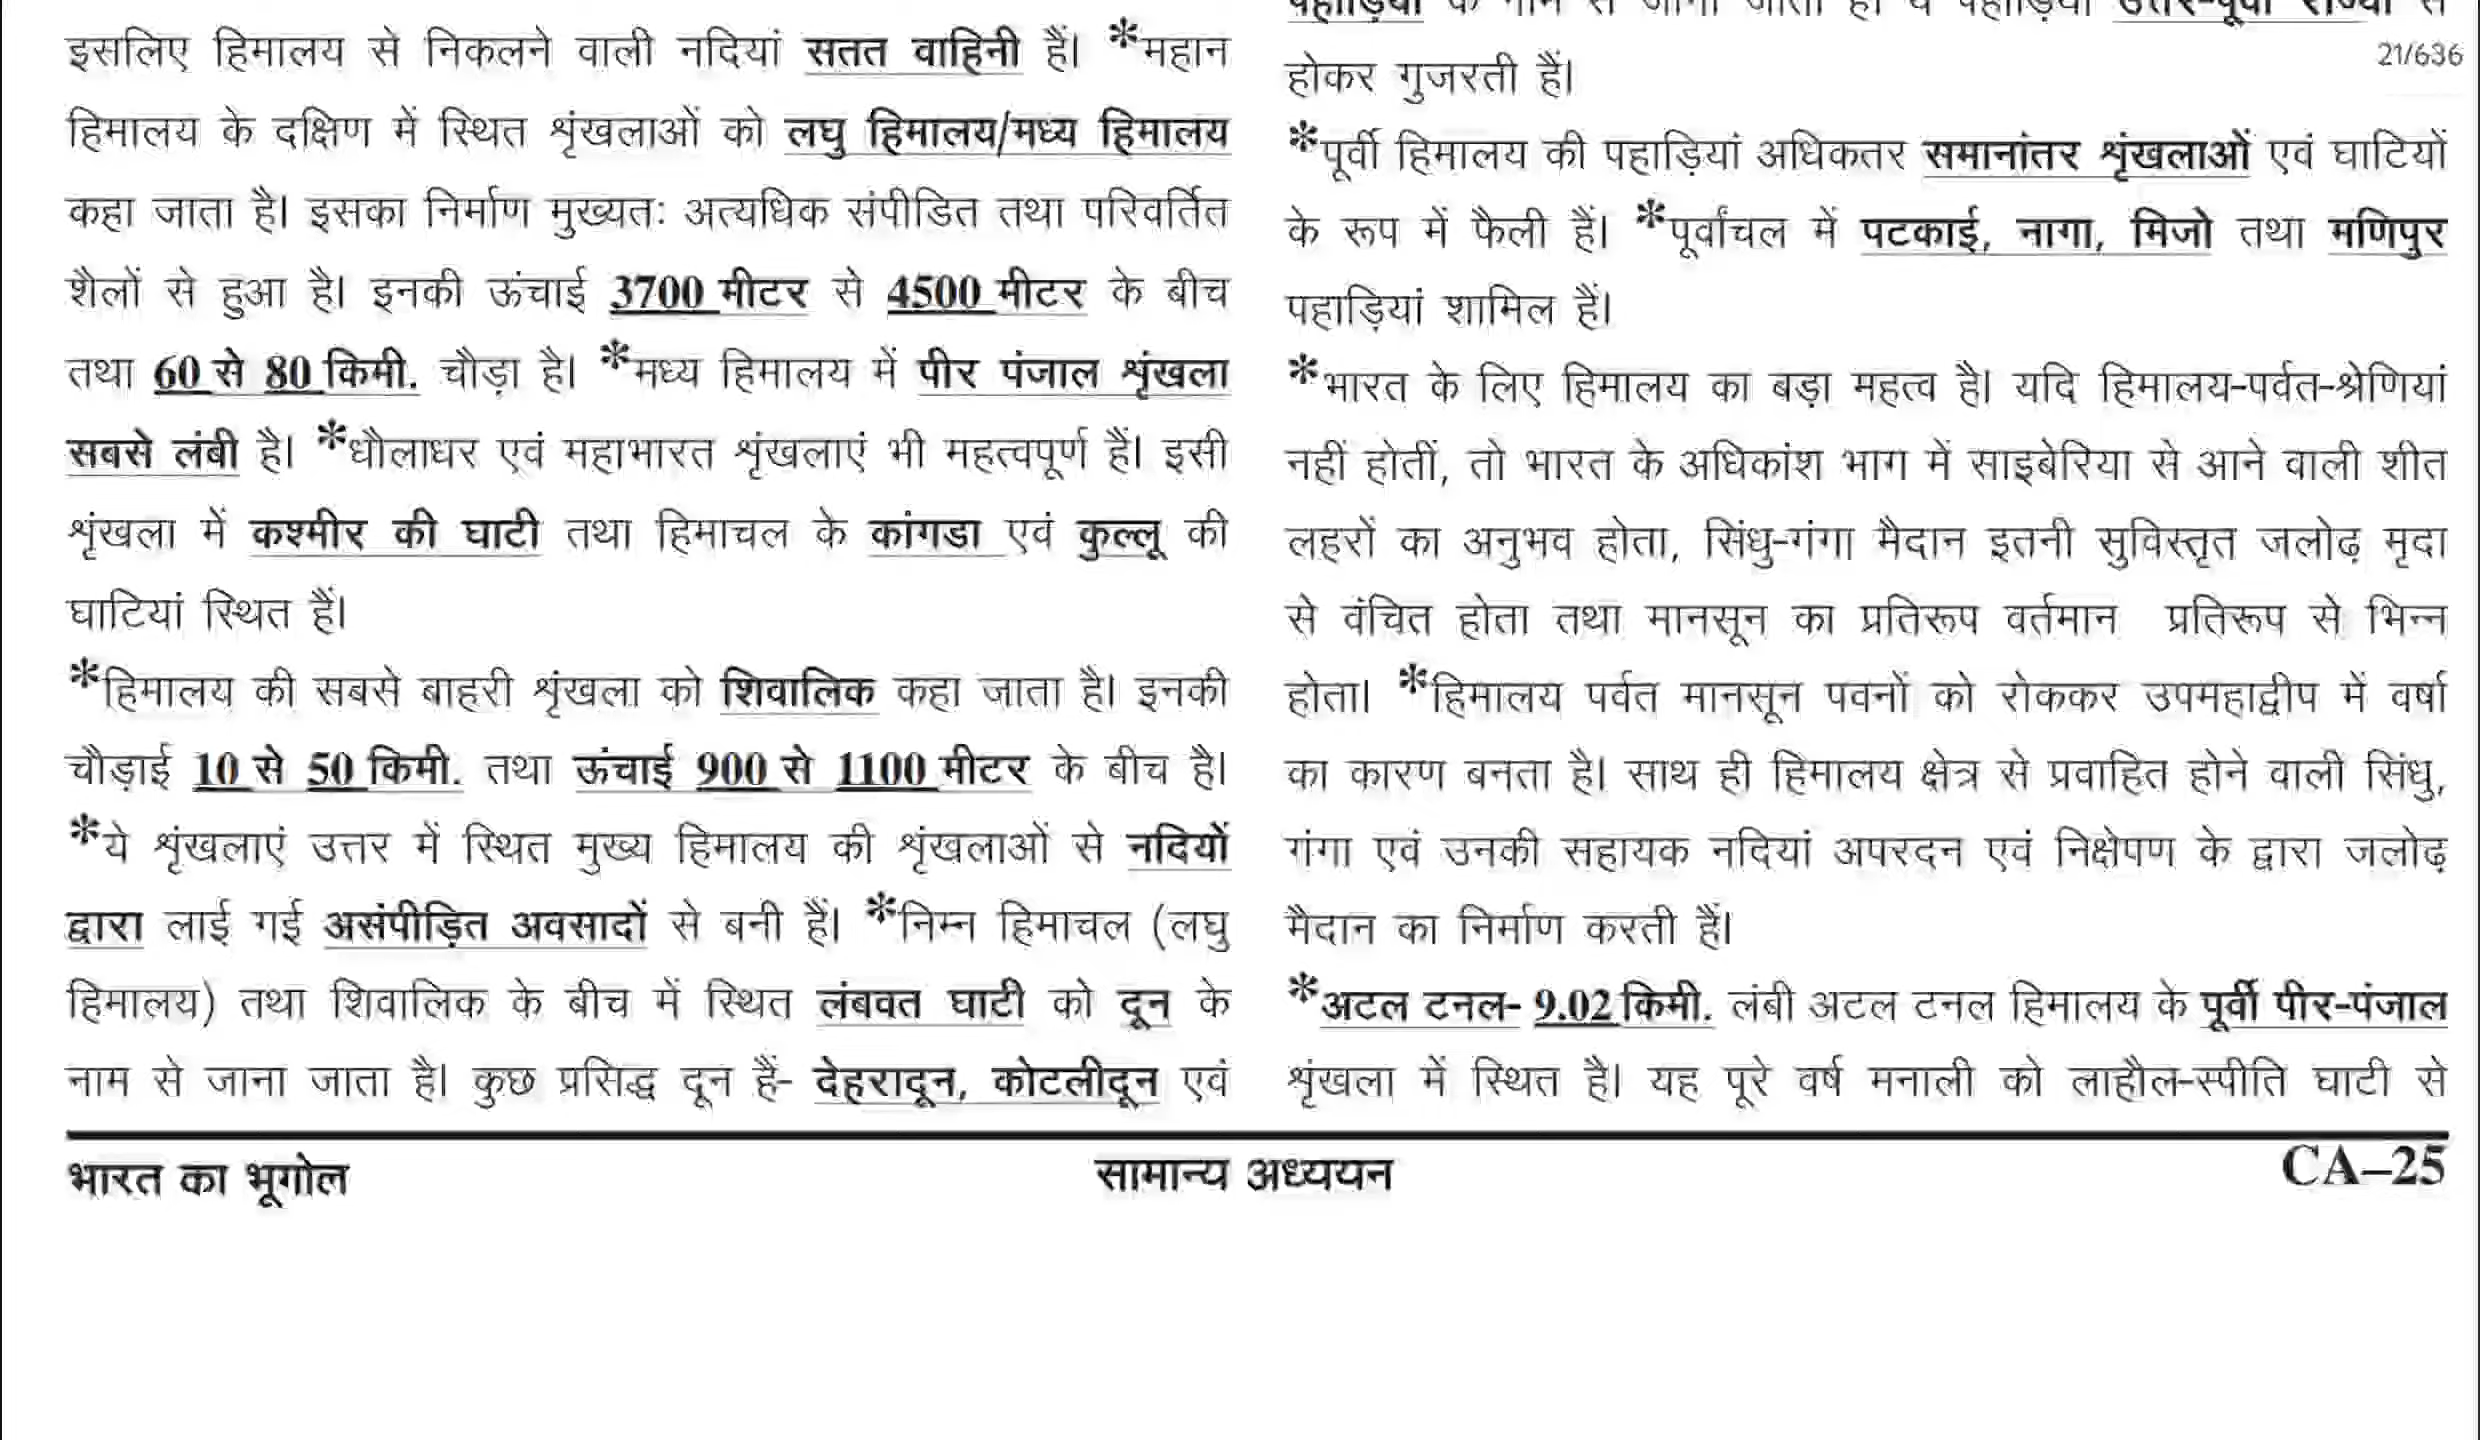 इसलिए हिमालय से निकलने वाली नदियां सतत वाहिनी हैं। *महान
हिमालय के दक्षिण में स्थित शृंखलाओं को लघु हिमालय/मध्य हिमालय
कहा जाता है। इसका निर्माण मुख्यतः अत्यधिक संपीडित तथा परिवर्तित
शैलों से हुआ है। इनकी ऊंचाई 3700 मीटर से 4500 मीटर के बीच
तथा 60 से 80 किमी. चौड़ा है। *मध्य हिमालय में पीर पंजाल शृंखला
सबसे लंबी है। *धौलाधर एवं महाभारत शृंखलाएं भी महत्वपूर्ण हैं। इसी
शृंखला में कश्मीर की घाटी तथा हिमाचल के कांगडा एवं कुल्लू की
घाटियां स्थित हैं।
*हिमालय की सबसे बाहरी शृंखला को शिवालिक कहा जाता है। इनकी
चौड़ाई 10 से 50 किमी. तथा ऊंचाई 900 से 1100 मीटर के बीच है।
*ये शृंखलाएं उत्तर में स्थित मुख्य हिमालय की शृंखलाओं से नदियों
द्वारा लाई गई असंपीड़ित अवसादों से बनी हैं। *निम्न हिमाचल (लघु
हिमालय) तथा शिवालिक के बीच में स्थित लंबवत घाटी को दून के
नाम से जाना जाता है। कुछ प्रसिद्ध दून हैं- देहरादून, कोटलीदून एवं
पहाड़ियों के नाम से जाना जाता है। ये पहाड़ियां उत्तर-पूर्वी राज्यों से
21/636
होकर गुजरती हैं।
*पूर्वी हिमालय की पहाड़ियां अधिकतर समानांतर शृंखलाओं एवं घाटियों
के रूप में फैली हैं। *पूर्वांचल में पटकाई, नागा, मिजो तथा मणिपुर
पहाड़ियां शामिल हैं।
*भारत के लिए हिमालय का बड़ा महत्व है। यदि हिमालय-पर्वत-श्रेणियां
नहीं होतीं, तो भारत के अधिकांश भाग में साइबेरिया से आने वाली शीत
लहरों का अनुभव होता, सिंधु-गंगा मैदान इतनी सुविस्तृत जलोढ़ मृदा
से वंचित होता तथा मानसून का प्रतिरूप वर्तमान प्रतिरूप से भिन्न
होता। *हिमालय पर्वत मानसून पवनों को रोककर उपमहाद्वीप में वर्षा
का कारण बनता है। साथ ही हिमालय क्षेत्र से प्रवाहित होने वाली सिंधु,
गंगा एवं उनकी सहायक नदियां अपरदन एवं निक्षेपण के द्वारा जलोढ़
मैदान का निर्माण करती हैं।
*अटल टनल- 9.02 किमी. लंबी अटल टनल हिमालय के पूर्वी पीर-पंजाल
शृंखला में स्थित है। यह पूरे वर्ष मनाली को लाहौल-स्पीति घाटी से
भारत का भूगोल
सामान्य अध्ययन
CA–25